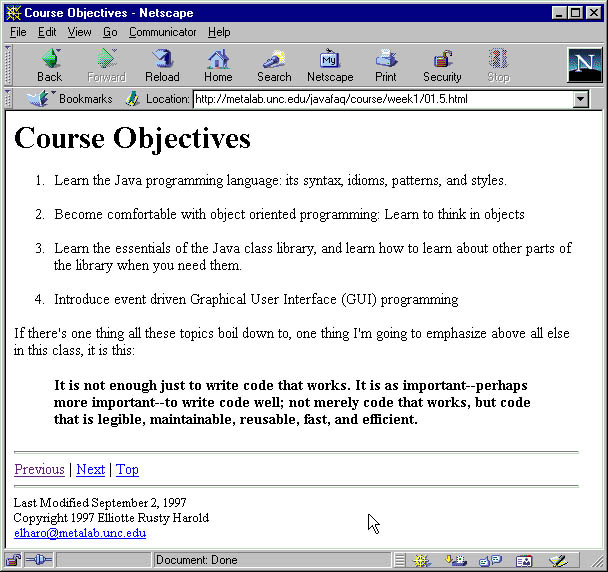 Course Objectives - Netscape
File Edit View Go Communicator Help
Back Forward Reload Home Search Netscape Print Security Stop
My
N
Bookmarks Location: http://metalab.unc.edu/javafaq/course/week1/01.5.html
Course Objectives
1. Learn the Java programming language: its syntax, idioms, patterns, and styles.
2. Become comfortable with object oriented programming: Learn to think in objects
3. Learn the essentials of the Java class library, and learn how to learn about other parts of
the library when you need them.
4. Introduce event driven Graphical User Interface (GUI) programming
If there's one thing all these topics boil down to, one thing I'm going to emphasize above all else
in this class, it is this:
It is not enough just to write code that works. It is as important--perhaps
more important--to write code well; not merely code that works, but code
that is legible, maintainable, reusable, fast, and efficient.
Previous | Next | Top
Last Modified September 2, 1997
Copyright 1997 Elliotte Rusty Harold
elharo@metalab.unc.edu
Document: Done